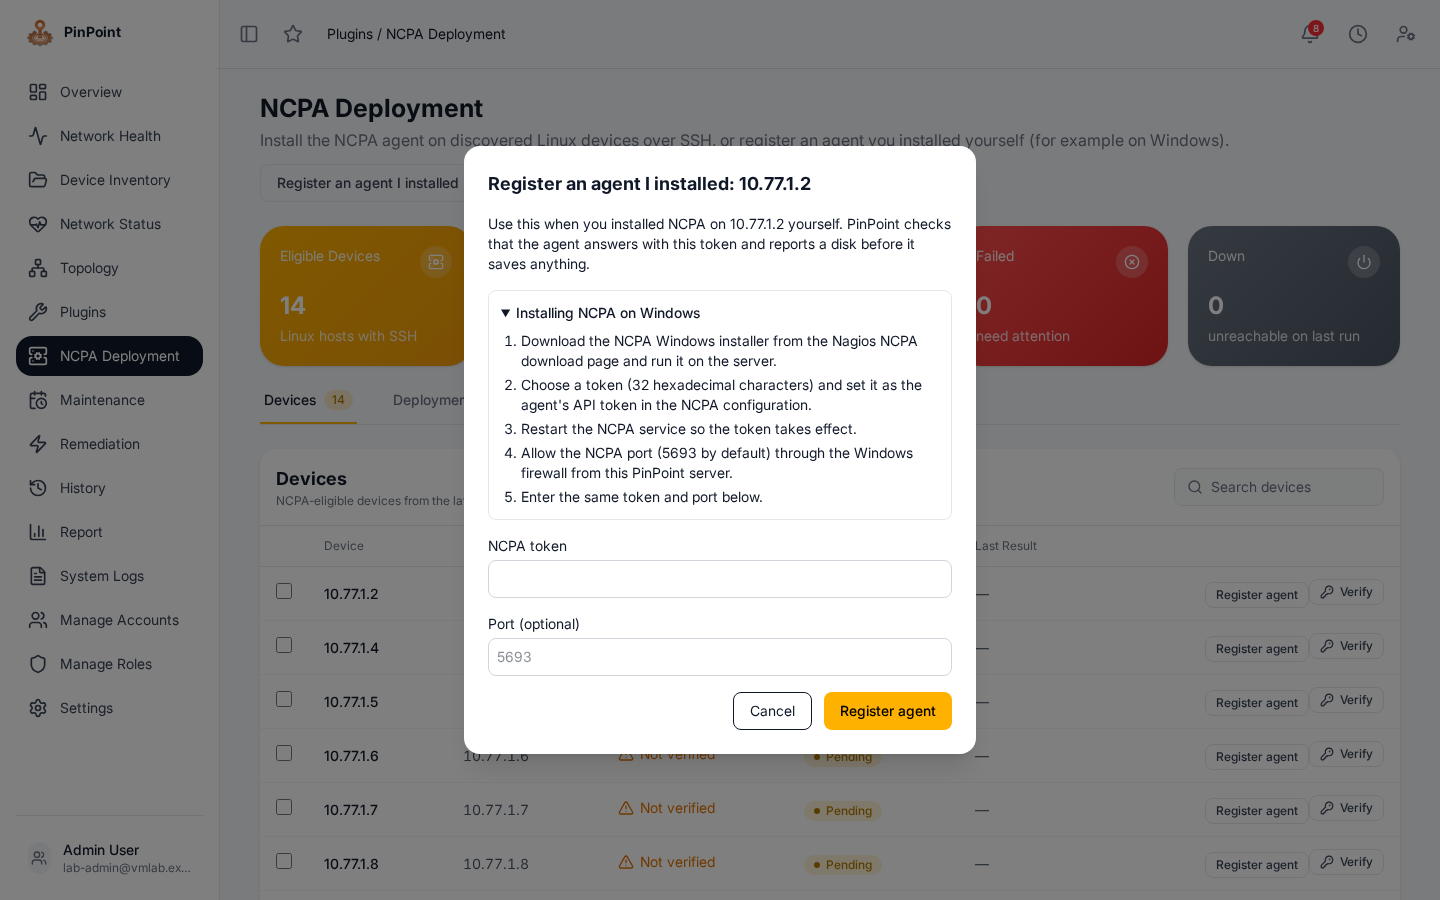 PinPoint
Plugins / NCPA Deployment
8
Overview
Network Health
Device Inventory
Network Status
Topology
Plugins
NCPA Deployment
Maintenance
Remediation
History
Report
System Logs
Manage Accounts
Manage Roles
Settings
Admin User
lab-admin@vmlab.ex...
NCPA Deployment
Install the NCPA agent on discovered Linux devices over SSH, or register an agent you installed yourself (for example on Windows).
Register an agent I installed
Eligible Devices
14
Linux hosts with SSH
Failed
0
need attention
Down
0
unreachable on last run
Devices 14
Devices
NCPA-eligible devices from the
Search devices
Device
Last Result
10.77.1.2
—
Register agent
Verify
10.77.1.4
—
Register agent
Verify
10.77.1.5
—
Register agent
Verify
10.77.1.6
10.77.1.6
Not verified
Pending
—
Register agent
Verify
10.77.1.7
10.77.1.7
Not verified
Pending
—
Register agent
Verify
10.77.1.8
10.77.1.8
Not verified
Pending
—
Register agent
Verify
Register an agent I installed: 10.77.1.2
Use this when you installed NCPA on 10.77.1.2 yourself. PinPoint checks
that the agent answers with this token and reports a disk before it
saves anything.
Installing NCPA on Windows
1. Download the NCPA Windows installer from the Nagios NCPA
download page and run it on the server.
2. Choose a token (32 hexadecimal characters) and set it as the
agent's API token in the NCPA configuration.
3. Restart the NCPA service so the token takes effect.
4. Allow the NCPA port (5693 by default) through the Windows
firewall from this PinPoint server.
5. Enter the same token and port below.
NCPA token
Port (optional)
5693
Cancel
Register agent